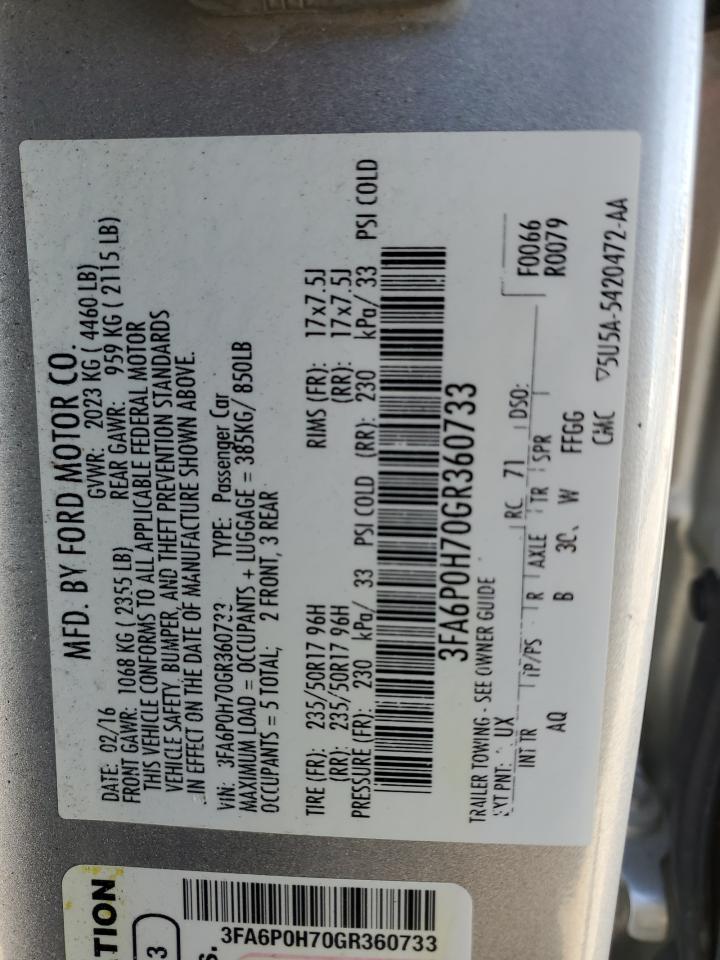 MFD. BY FORD MOTOR CO.
DATE: 02/16 GVWR: 2023 KG ( 4460 LB)
FRONT GAWR: 1068 KG ( 2355 LB) REAR GAWR: 959 KG ( 2115 LB)
THIS VEHICLE CONFORMS TO ALL APPLICABLE FEDERAL MOTOR
VEHICLE SAFETY, BUMPER, AND THEFT PREVENTION STANDARDS
IN EFFECT ON THE DATE OF MANUFACTURE SHOWN ABOVE.
VIN: 3FA6P0H70GR360733 TYPE: Passenger Car
MAXIMUM LOAD = OCCUPANTS + LUGGAGE = 385KG/ 850LB
OCCUPANTS = 5 TOTAL; 2 FRONT, 3 REAR
TIRE (FR): 235/50R17 96H RIMS (FR): 17x7.5J
(RR): 235/50R17 96H (RR): 17x7.5J
PRESSURE (FR): 230 kPa/ 33 PSI COLD (RR): 230 kPa/ 33 PSI COLD
3FA6P0H70GR360733
TRAILER TOWING - SEE OWNER GUIDE
EXT PNT: UX RC: 71 DSO: F0066
INT TR TP/PS R AXLE TR SPR R0079
AQ B W FFGG
CMC 5U5A-5420472-AA
3FA6P0H70GR360733